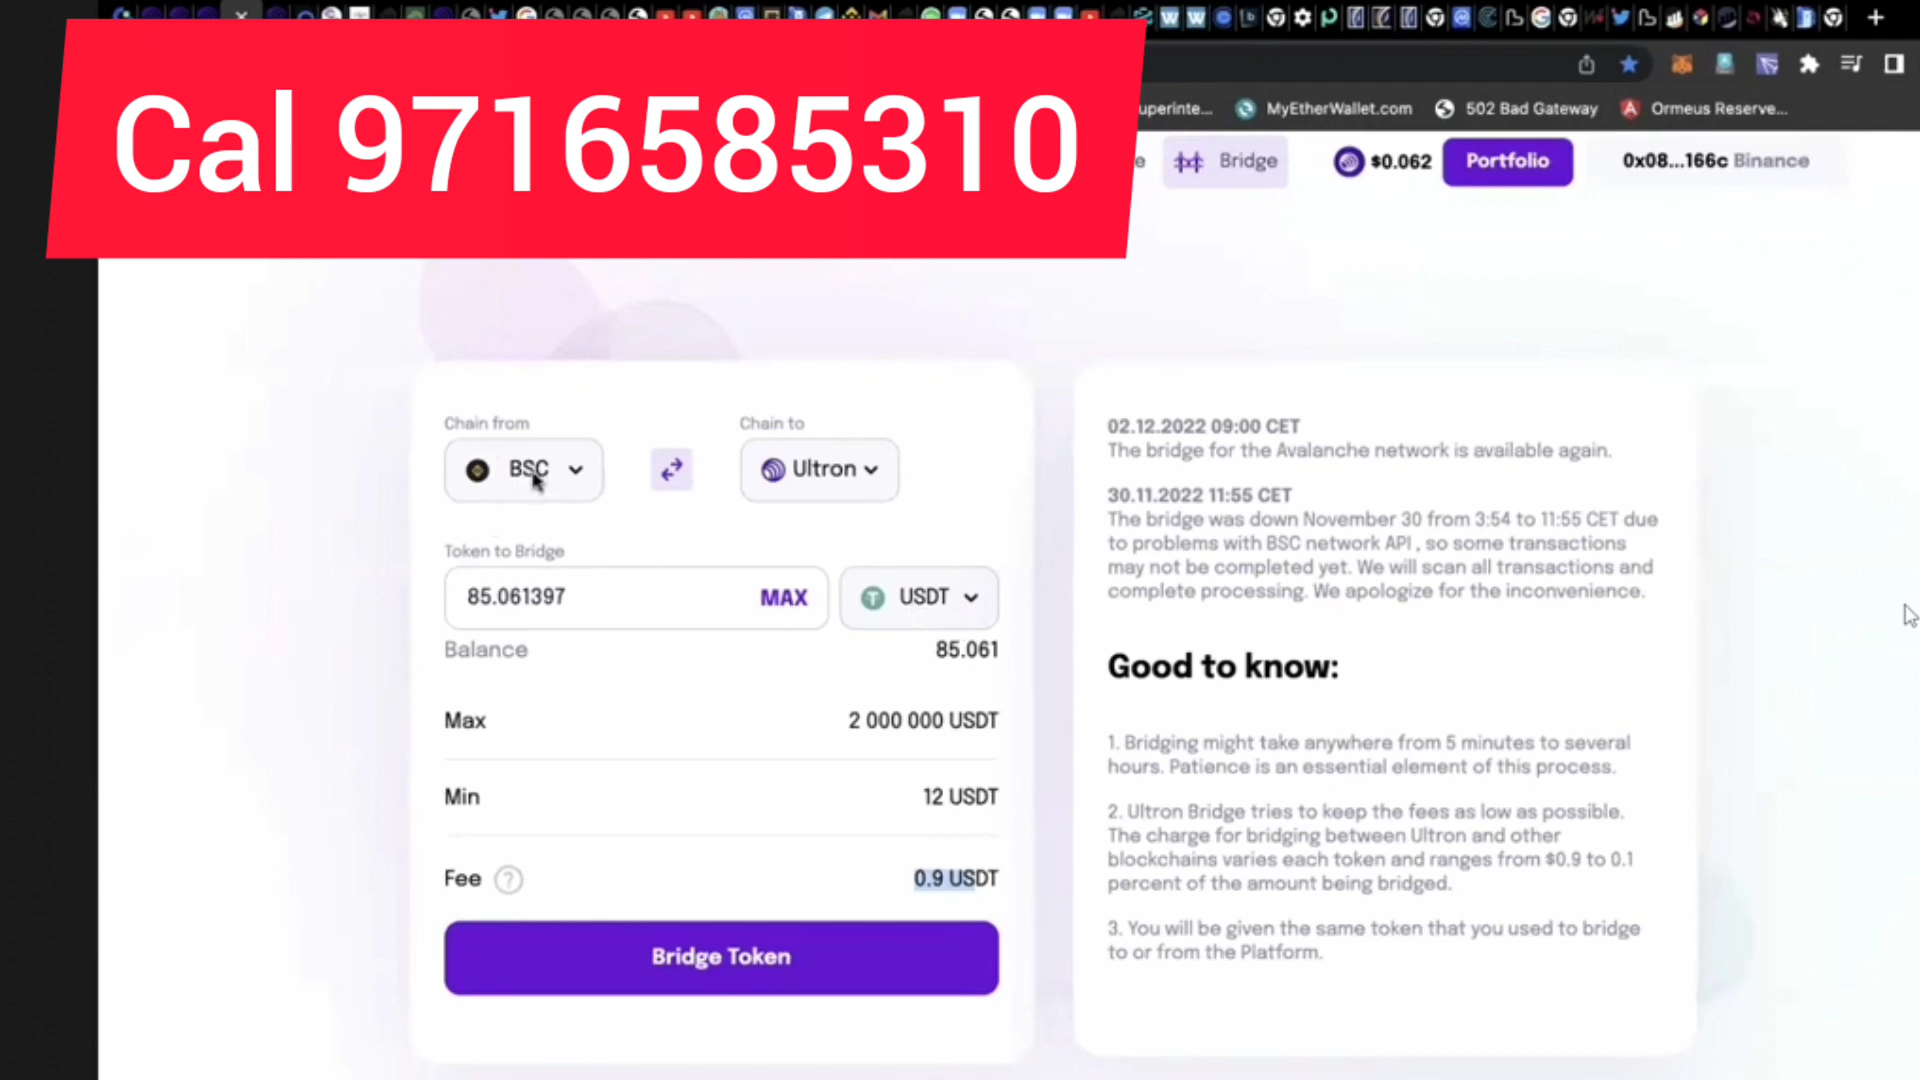 Cal 9716585310
uperinte...
MyEtherWallet.com
502 Bad Gateway
Ormeus Reserve...
e
Bridge
$0.062
Portfolio
0x08...166c Binance
Chain from
Chain to
BSC
Ultron
Token to Bridge
85.061397
MAX
USDT
Balance
85.061
Max
2 000 000 USDT
Min
12 USDT
Fee ?
0.9 USDT
Bridge Token
02.12.2022 09:00 CET
The bridge for the Avalanche network is available again.
30.11.2022 11:55 CET
The bridge was down November 30 from 3:54 to 11:55 CET due
to problems with BSC network API , so some transactions
may not be completed yet. We will scan all transactions and
complete processing. We apologize for the inconvenience.
Good to know:
1. Bridging might take anywhere from 5 minutes to several
hours. Patience is an essential element of this process.
2. Ultron Bridge tries to keep the fees as low as possible.
The charge for bridging between Ultron and other
blockchains varies each token and ranges from $0.9 to 0.1
percent of the amount being bridged.
3. You will be given the same token that you used to bridge
to or from the Platform.